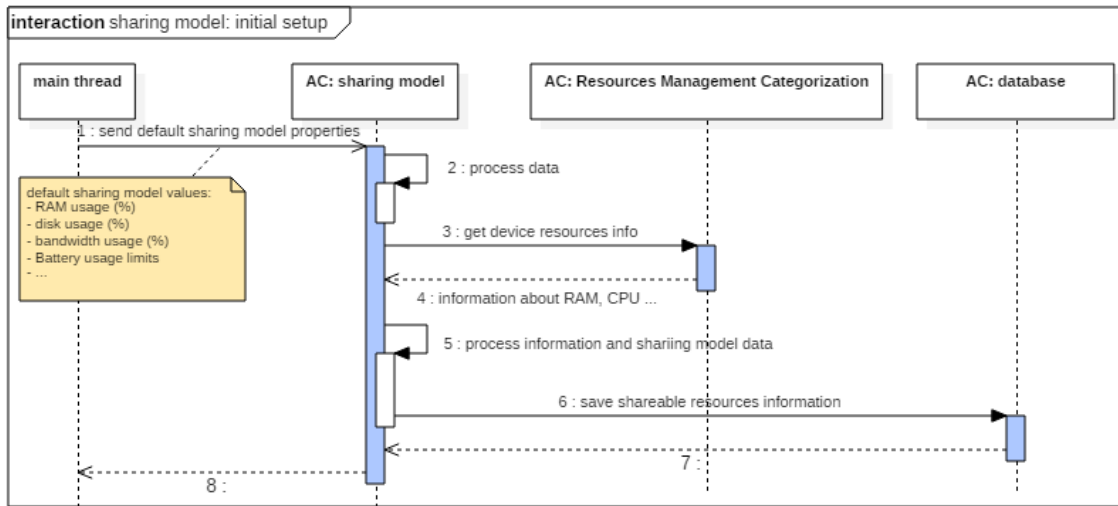 interaction sharing model: initial setup
main thread
AC: sharing model
AC: Resources Management Categorization
AC: database
1 : send default sharing model properties
2 : process data
default sharing model values:
- RAM usage (%)
- disk usage (%)
- bandwidth usage (%)
- Battery usage limits
- ...
3 : get device resources info
4 : information about RAM, CPU ...
5 : process information and shariing model data
6 : save shareable resources information
7 :
8 :